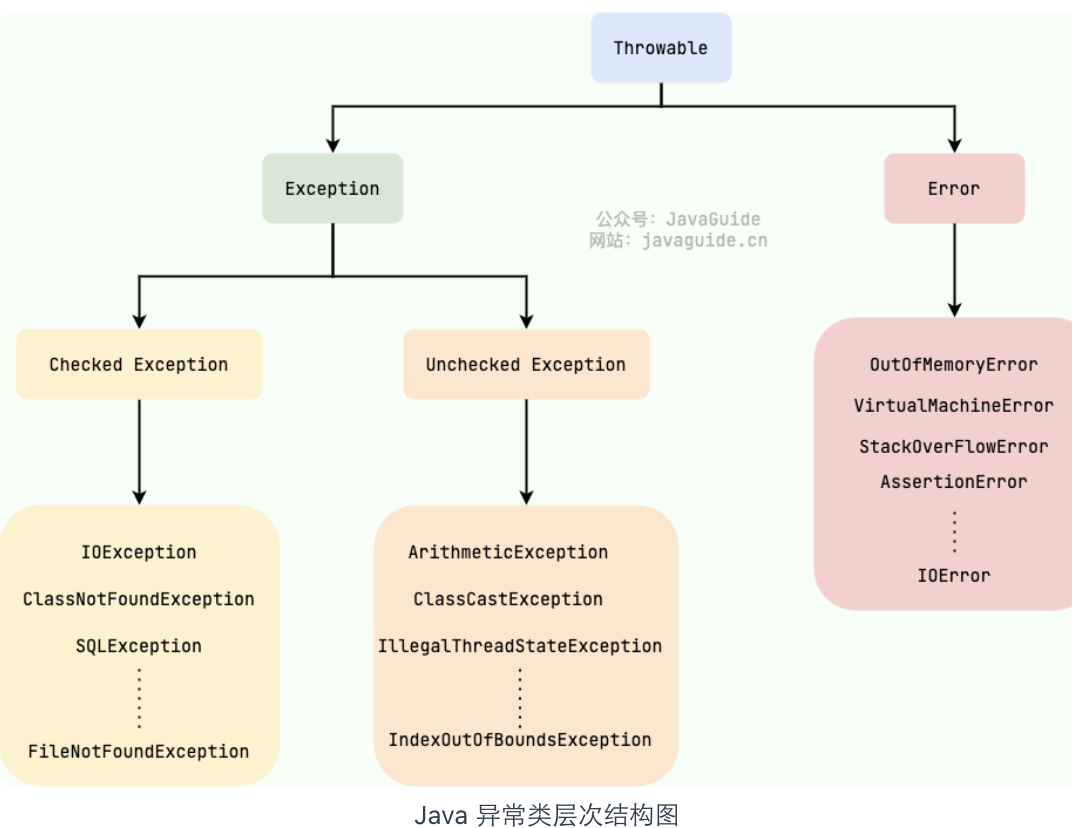 Throwable
Exception
Error
公众号：JavaGuide
网站：javaguide.cn
Checked Exception
Unchecked Exception
OutOfMemoryError
VirtualMachineError
StackOverFlowError
AssertionError
IOError
IOException
ClassNotFoundException
SQLException
FileNotFoundException
ArithmeticException
ClassCastException
IllegalThreadStateException
IndexOutOfBoundsException
Java 异常类层次结构图